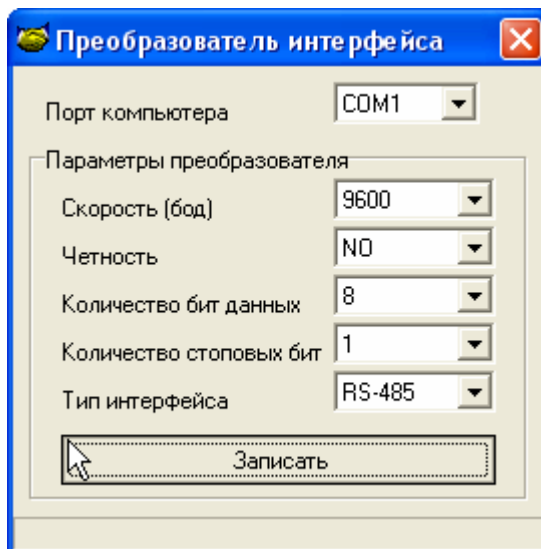 Преобразователь интерфейса
Порт компьютера COM1
Параметры преобразователя
Скорость (бод) 9600
Четность NO
Количество бит данных 8
Количество стоповых бит 1
Тип интерфейса RS-485
Записать